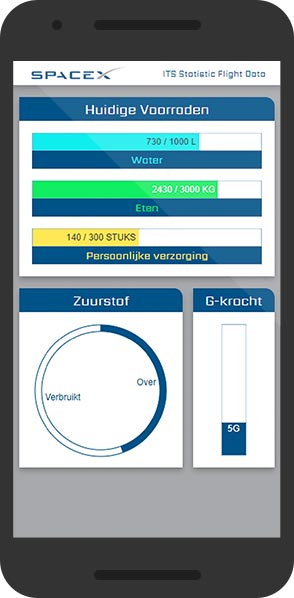 SPACEX ITS Statistic Flight Data
Huidige Voorraden
730 / 1000 L
Water
2430 / 3000 KG
Eten
140 / 300 STUKS
Persoonlijke verzorging
Zuurstof
G-kracht
Over
Verbruikt
5G